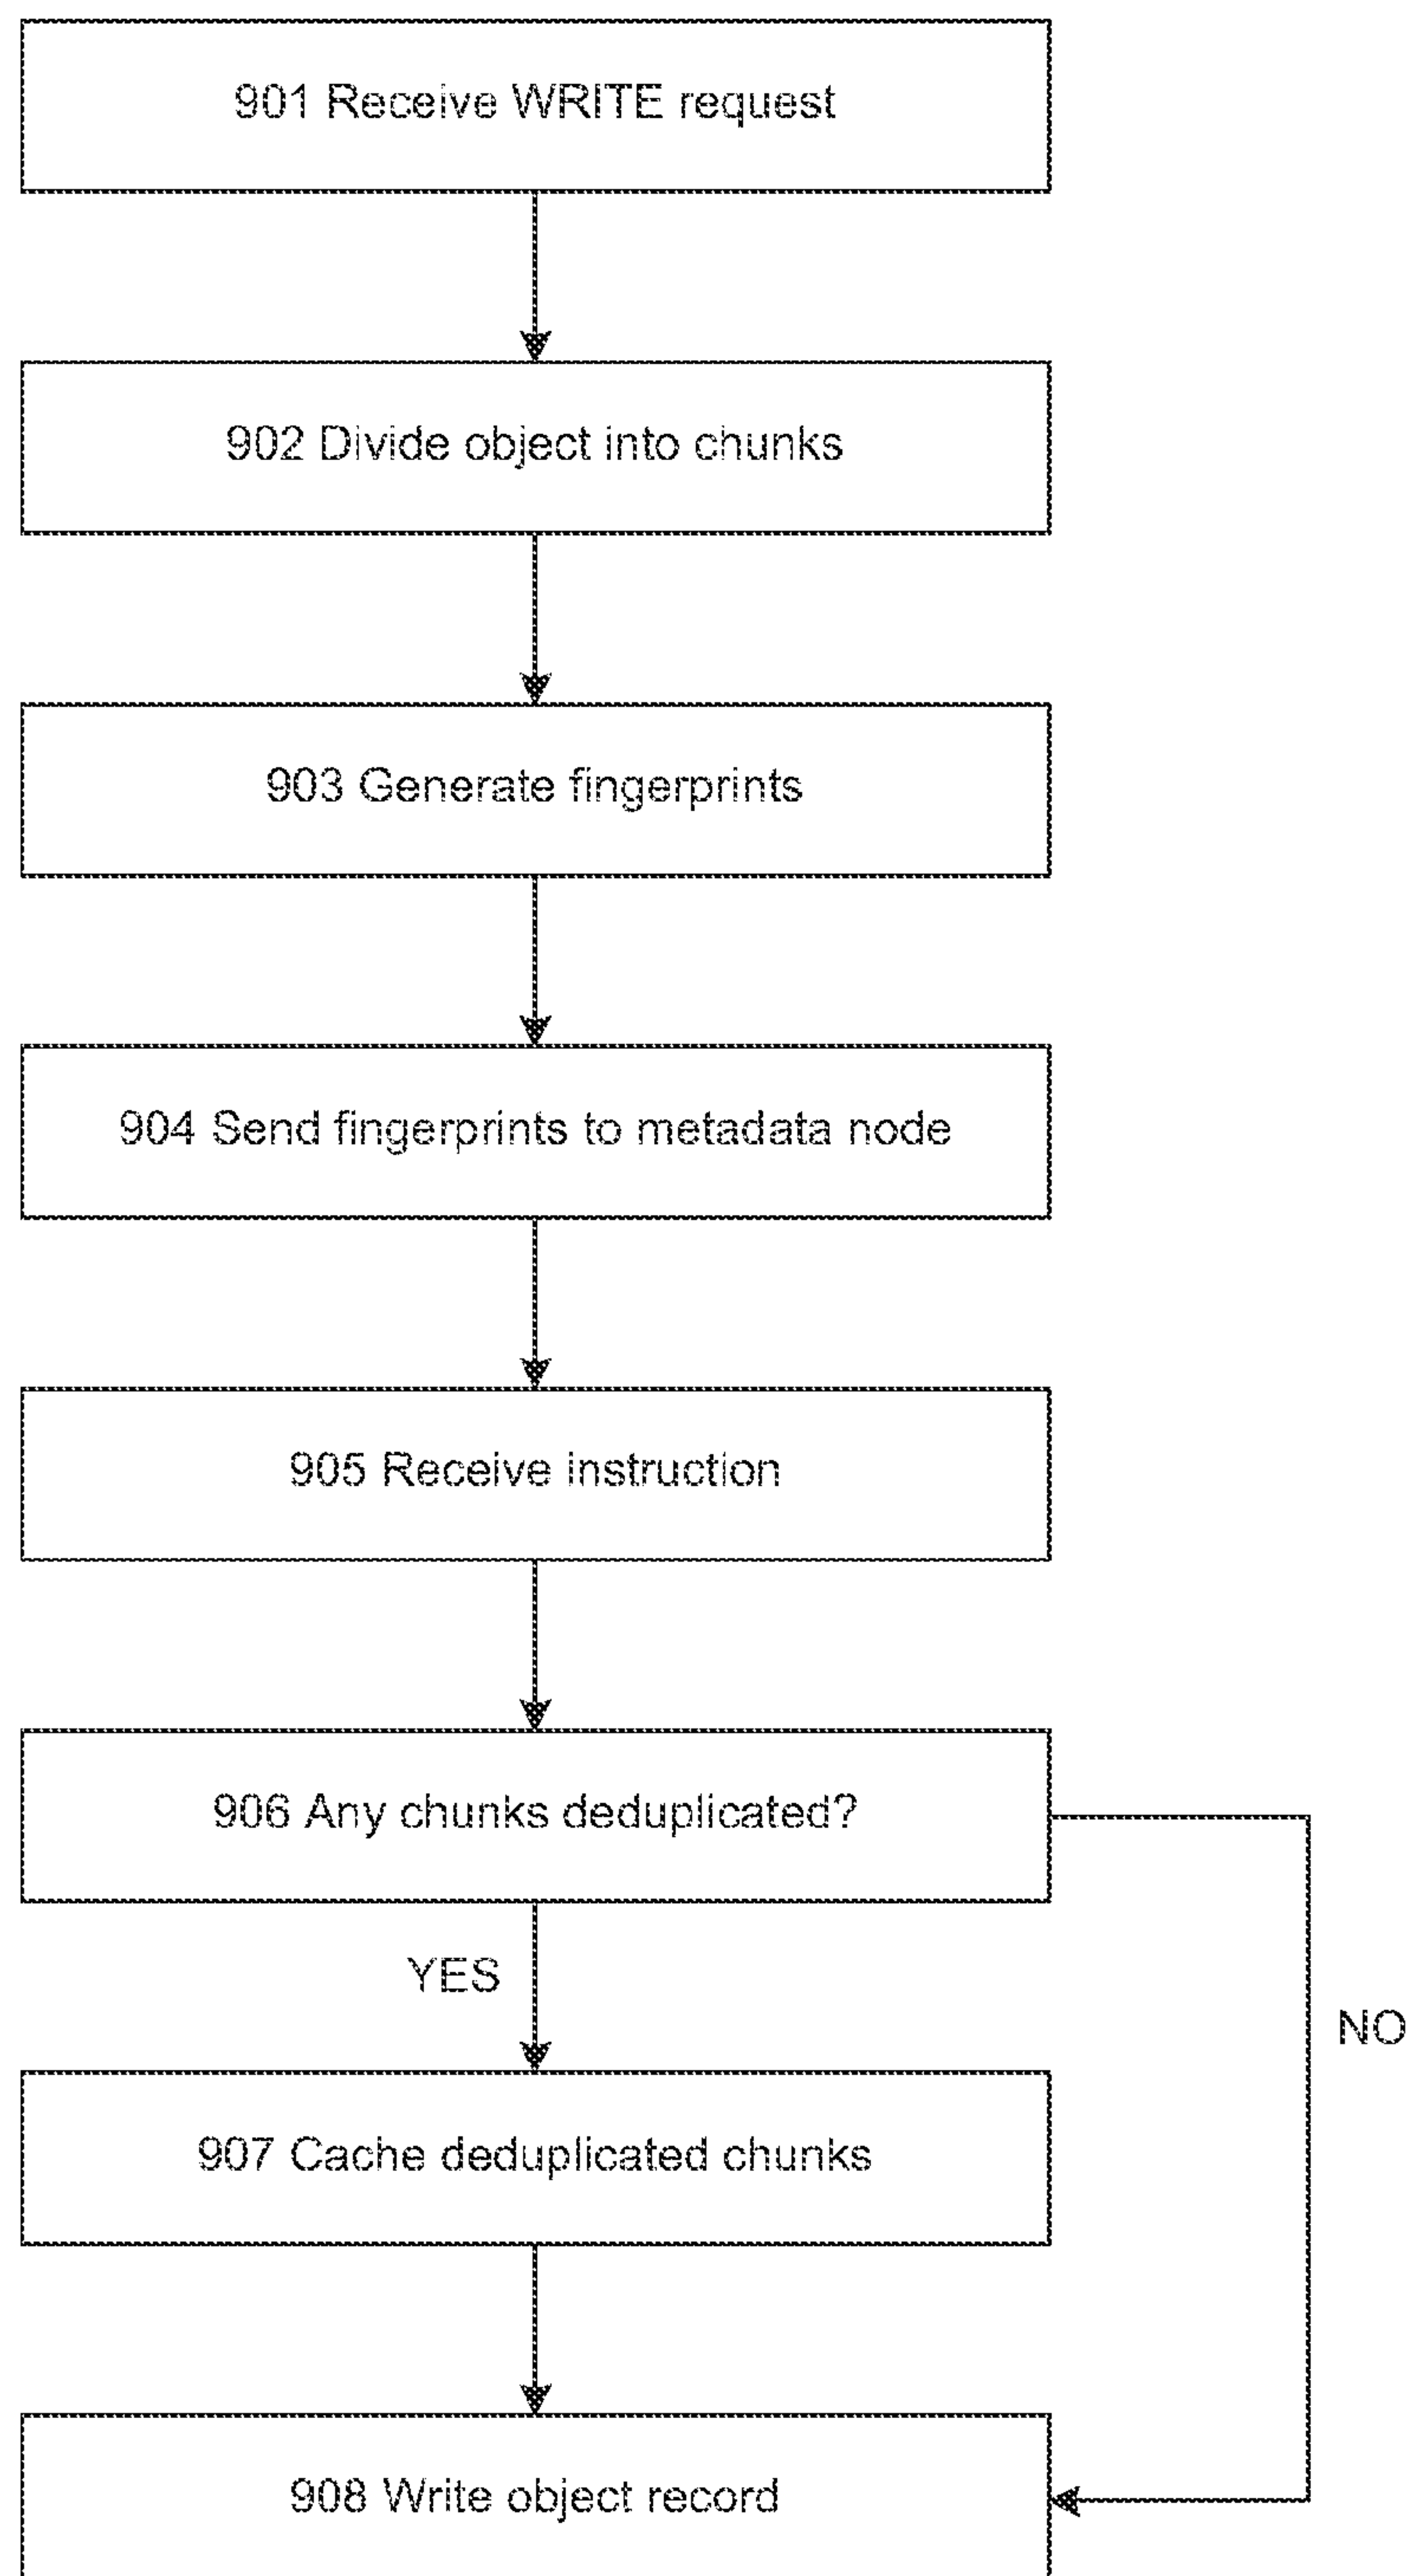 901 Receive WRITE request
902 Divide object into chunks
903 Generate fingerprints
904 Send fingerprints to metadata node
905 Receive instruction
906 Any chunks deduplicated?
YES
NO
907 Cache deduplicated chunks
908 Write object record